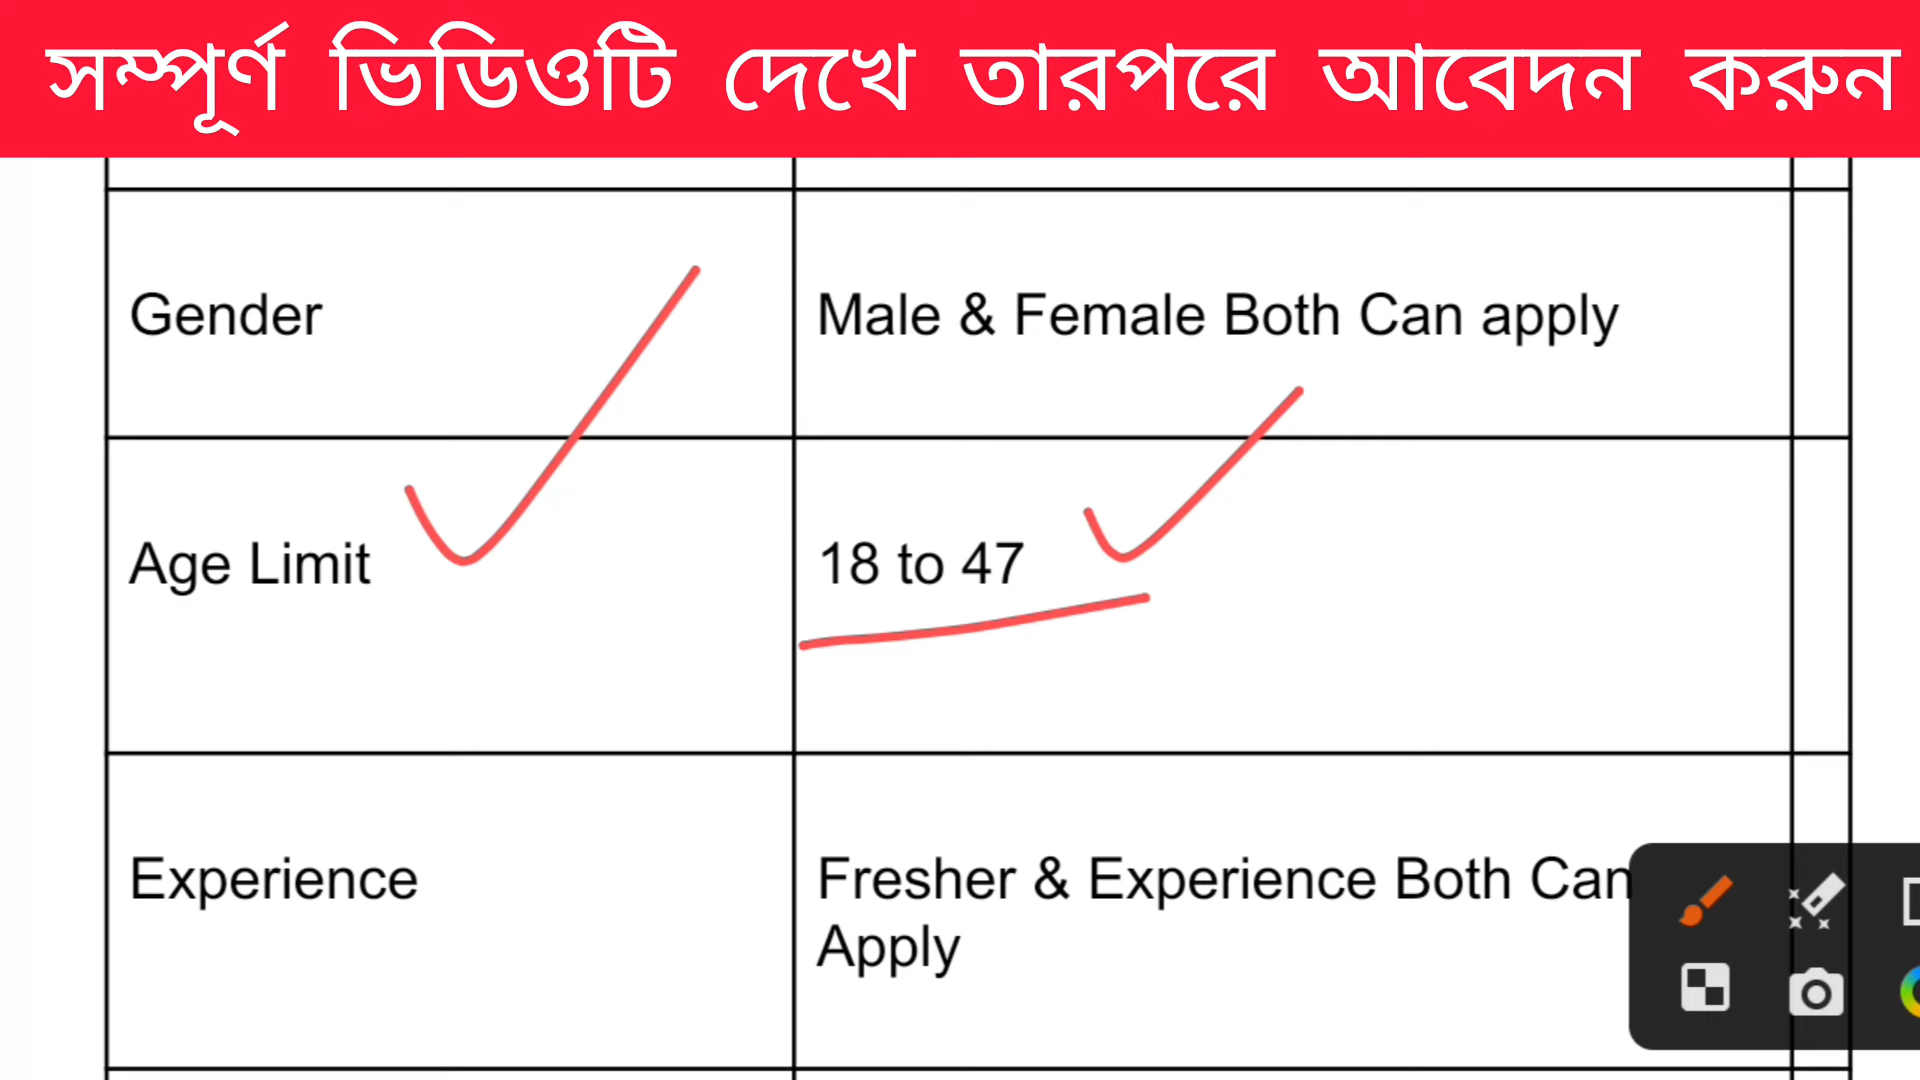 সম্পূর্ণ ভিডিওটি দেখে তারপরে আবেদন করুন
Gender
Male & Female Both Can apply
Age Limit
18 to 47
Experience
Fresher & Experience Both Can
Apply